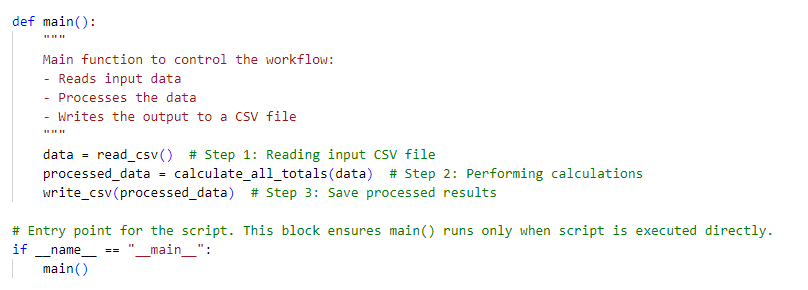 def main():
    """
    Main function to control the workflow:
    - Reads input data
    - Processes the data
    - Writes the output to a CSV file
    """
    data = read_csv()  # Step 1: Reading input CSV file
    processed_data = calculate_all_totals(data)  # Step 2: Performing calculations
    write_csv(processed_data)  # Step 3: Save processed results

# Entry point for the script. This block ensures main() runs only when script is executed directly.
if __name__ == "__main__":
    main()